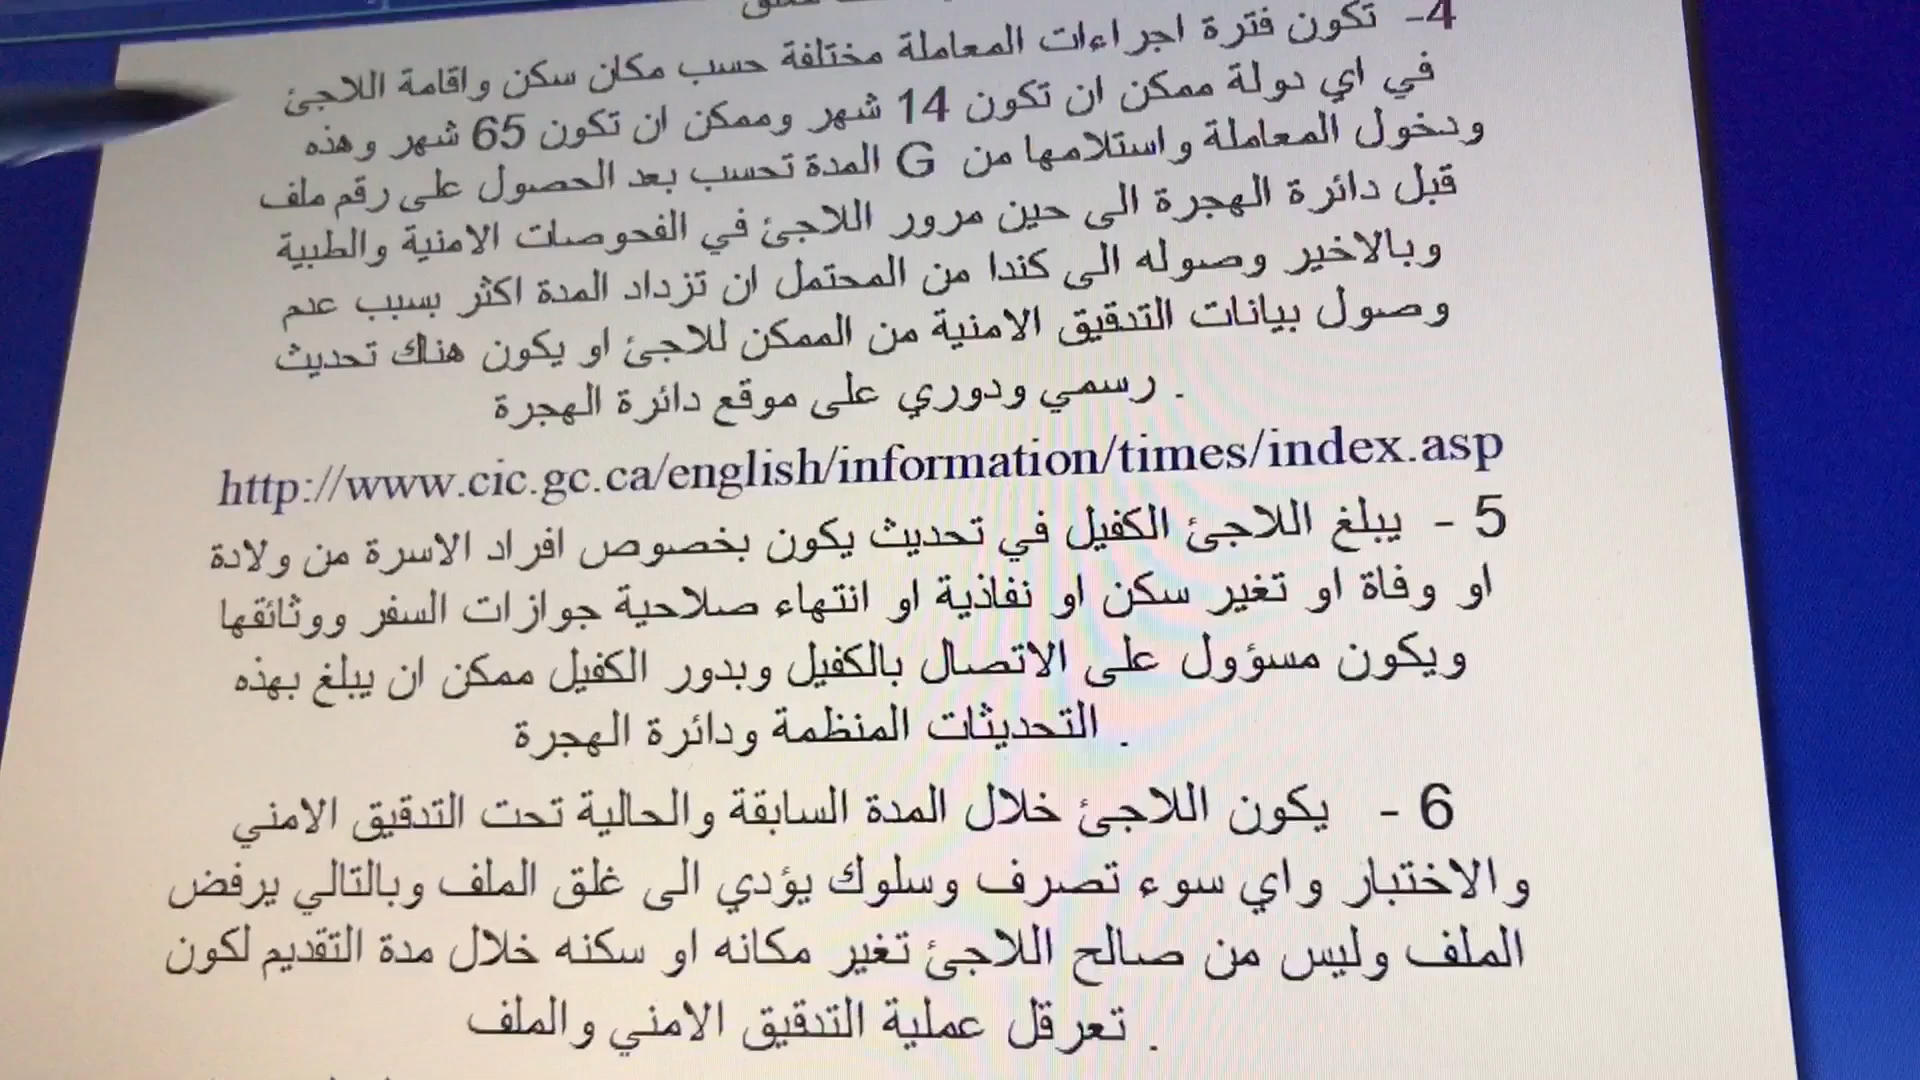 4- تكون فترة اجراءات المعاملة مختلفة حسب مكان سكن واقامة اللاجئ
في اي دولة ممكن ان تكون 14 شهر وممكن ان تكون 65 شهر وهذه
المدة تحسب بعد الحصول على رقم ملف G ودخول المعاملة واستلامها من
قبل دائرة الهجرة الى حين مرور اللاجئ في الفحوصات الامنية والطبية
وبالاخير وصوله الى كندا من المحتمل ان تزداد المدة اكثر بسبب عدم
وصول بيانات التدقيق الامنية من الممكن للاجئ او يكون هناك تحديث
رسمي ودوري على موقع دائرة الهجرة .
http://www.cic.gc.ca/english/information/times/index.asp
5 - يبلغ اللاجئ الكفيل في تحديث يكون بخصوص افراد الاسرة من ولادة
او وفاة او تغير سكن او نفاذية او انتهاء صلاحية جوازات السفر ووثائقها
ويكون مسؤول على الاتصال بالكفيل وبدور الكفيل ممكن ان يبلغ بهذه
التحديثات المنظمة ودائرة الهجرة .
6 - يكون اللاجئ خلال المدة السابقة والحالية تحت التدقيق الامني
والاختبار واي سوء تصرف وسلوك يؤدي الى غلق الملف وبالتالي يرفض
الملف وليس من صالح اللاجئ تغير مكانه او سكنه خلال مدة التقديم لكون
تعرقل عملية التدقيق الامني والملف .